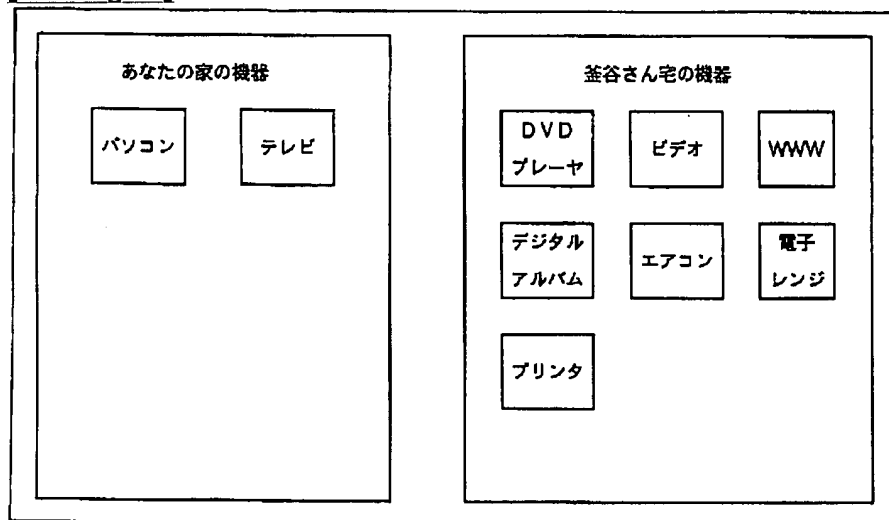 あなたの家の機器
パソコン
テレビ
釜谷さん宅の機器
DVD
プレーヤ
ビデオ
WWW
デジタル
アルバム
エアコン
電子
レンジ
プリンタ